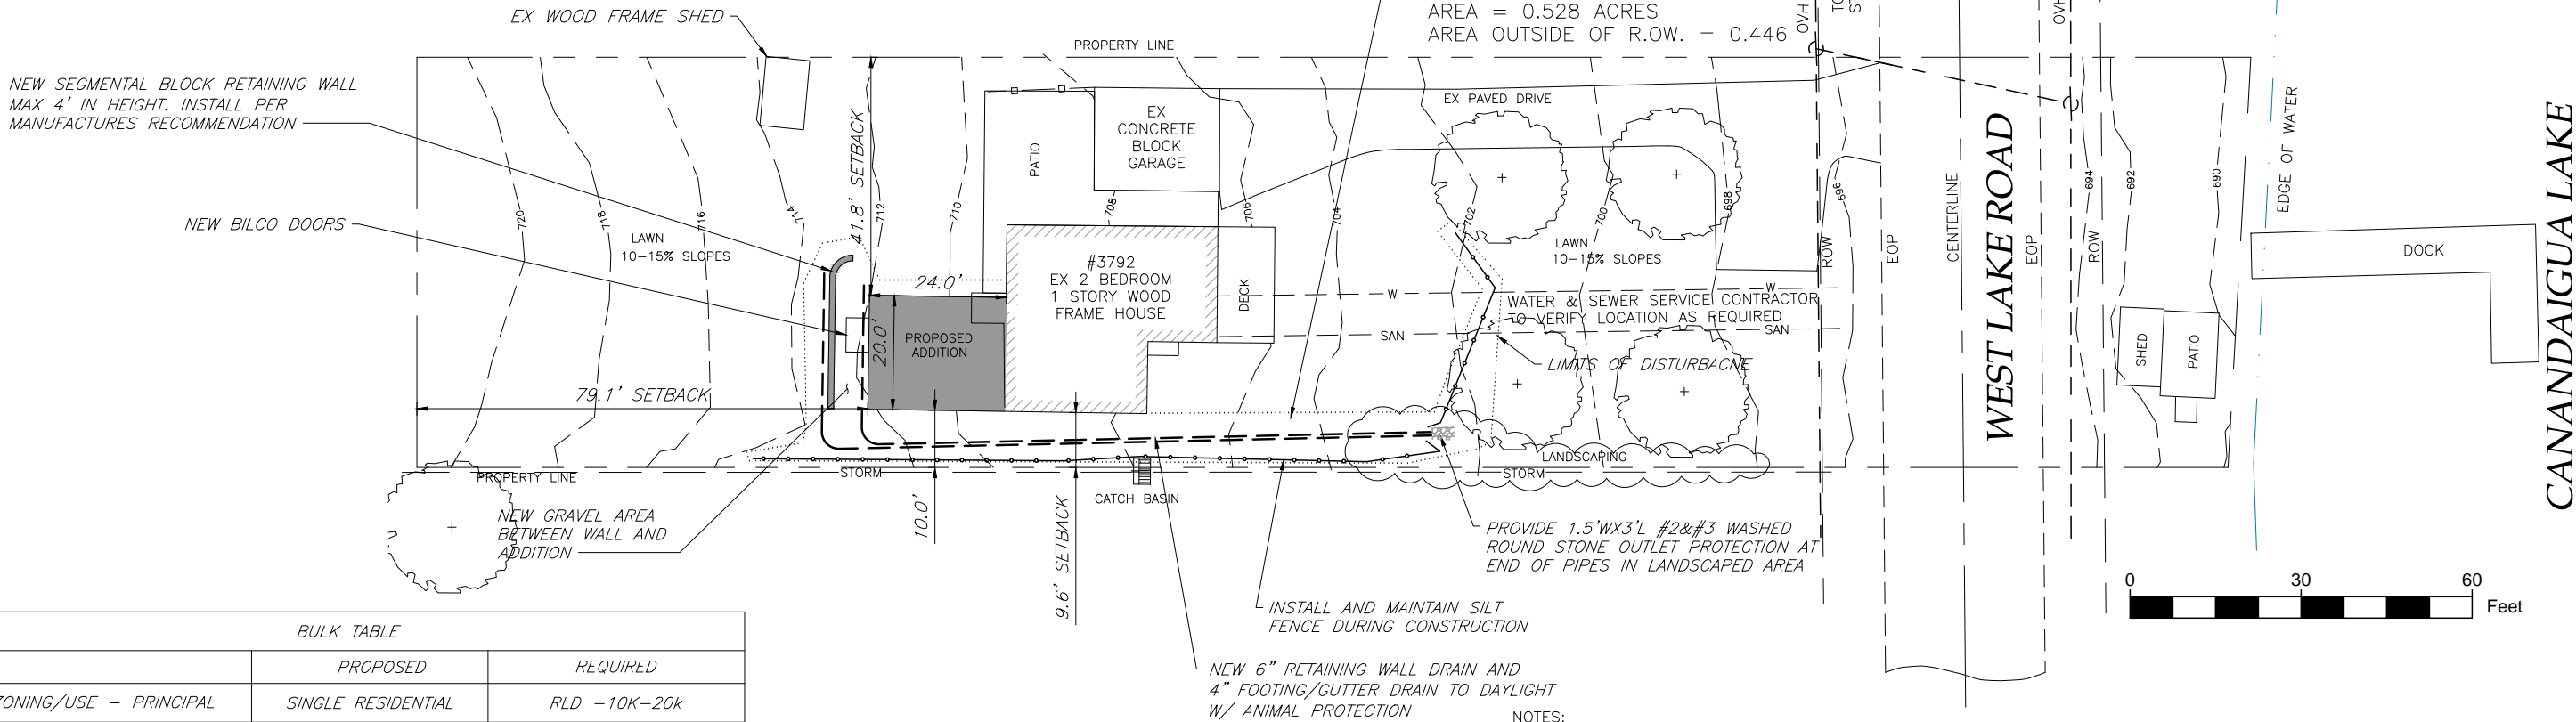 EX WOOD FRAME SHED
AREA = 0.528 ACRES
AREA OUTSIDE OF R.OW. = 0.446
OVH
OVH
PROPERTY LINE
NEW SEGMENTAL BLOCK RETAINING WALL
MAX 4' IN HEIGHT. INSTALL PER
MANUFACTURES RECOMMENDATION
EX PAVED DRIVE
EX
CONCRETE
BLOCK
GARAGE
PATIO
41.8' SETBACK
NEW BILCO DOORS
LAWN
10-15% SLOPES
720
718
716
714
712
710
708
706
704
702
700
698
696
694
692
690
#3792
EX 2 BEDROOM
1 STORY WOOD
FRAME HOUSE
DECK
24.0'
20.0'
PROPOSED
ADDITION
LAWN
10-15% SLOPES
W
W
WATER & SEWER SERVICE CONTRACTOR
TO VERIFY LOCATION AS REQUIRED
SAN
SAN
LIMITS OF DISTURBACNE
ROW
EOP
CENTERLINE
WEST LAKE ROAD
EOP
ROW
EDGE OF WATER
DOCK
SHED
PATIO
CANANDAIGUA LAKE
79.1' SETBACK
PROPERTY LINE
STORM
CATCH BASIN
LANDSCAPING
STORM
NEW GRAVEL AREA
BETWEEN WALL AND
ADDITION
10.0'
9.6' SETBACK
PROVIDE 1.5'WX3'L #2&#3 WASHED
ROUND STONE OUTLET PROTECTION AT
END OF PIPES IN LANDSCAPED AREA
INSTALL AND MAINTAIN SILT
FENCE DURING CONSTRUCTION
NEW 6" RETAINING WALL DRAIN AND
4" FOOTING/GUTTER DRAIN TO DAYLIGHT
W/ ANIMAL PROTECTION
NOTES:
0 30 60
Feet
BULK TABLE
PROPOSED REQUIRED
ZONING/USE - PRINCIPAL SINGLE RESIDENTIAL RLD -10K-20k